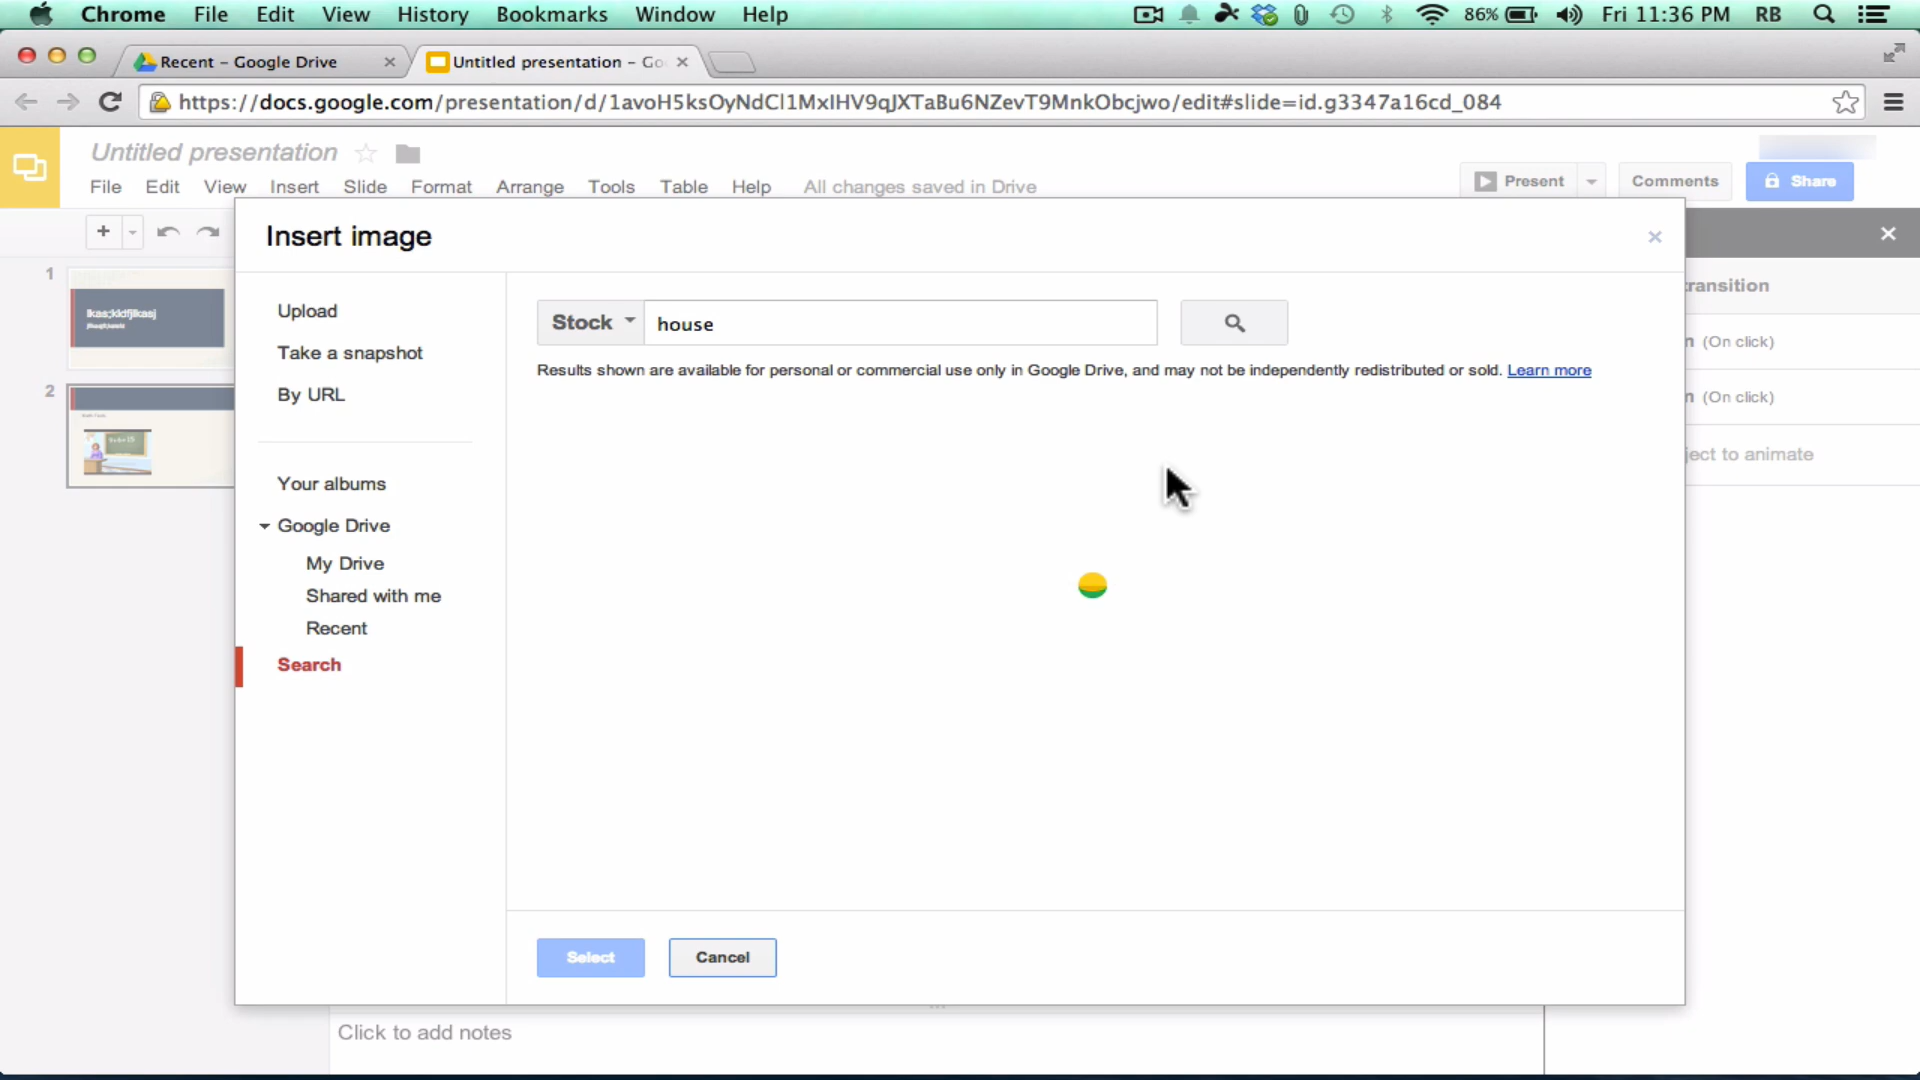 Chrome File Edit View History Bookmarks Window Help 86% Fri 11:36 PM RB
Recent – Google Drive Untitled presentation – Go
https://docs.google.com/presentation/d/1avoH5ksOyNdCl1MxIHV9qJXTaBu6NZevT9MnkObcjwo/edit#slide=id.g3347a16cd_084
Untitled presentation
File Edit View Insert Slide Format Arrange Tools Table Help All changes saved in Drive
Present Comments Share
Insert image
1
2
Upload
Take a snapshot
By URL
Your albums
Google Drive
My Drive
Shared with me
Recent
Search
Stock house
Results shown are available for personal or commercial use only in Google Drive, and may not be independently redistributed or sold. Learn more
Select Cancel
ransition
n (On click)
n (On click)
ject to animate
Click to add notes